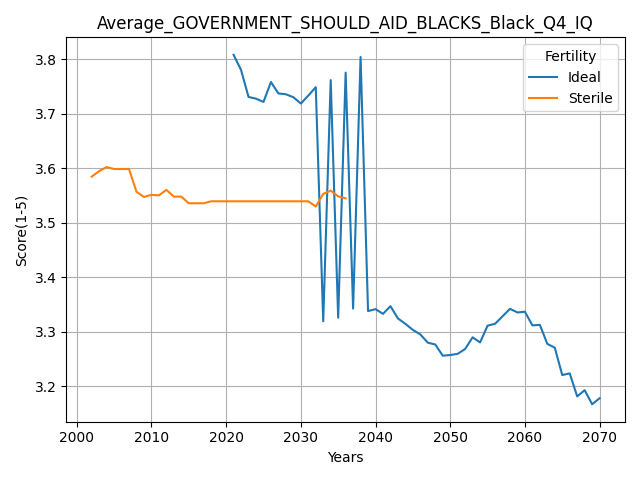 Average_GOVERNMENT_SHOULD_AID_BLACKS_Black_Q4_IQ
Fertility
Ideal
Sterile
Score(1-5)
3.8
3.7
3.6
3.5
3.4
3.3
3.2
2000 2010 2020 2030 2040 2050 2060 2070
Years